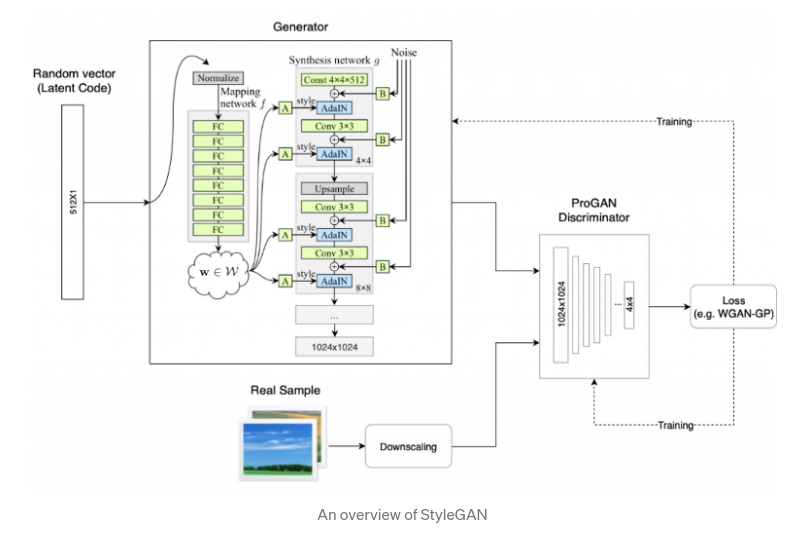 Generator
Random vector
(Latent Code)
512X1
Normalize
Mapping
network f
FC
FC
FC
FC
FC
FC
FC
FC
w ∈ W
Synthesis network g
Noise
Const 4×4×512
B
A
style
AdaIN
Conv 3×3
B
A
style
AdaIN
4×4
Upsample
Conv 3×3
B
A
style
AdaIN
Conv 3×3
B
A
style
AdaIN
8×8
...
1024x1024
Training
ProGAN
Discriminator
1024x1024
...
4x4
Loss
(e.g. WGAN-GP)
Training
Real Sample
Downscaling
An overview of StyleGAN